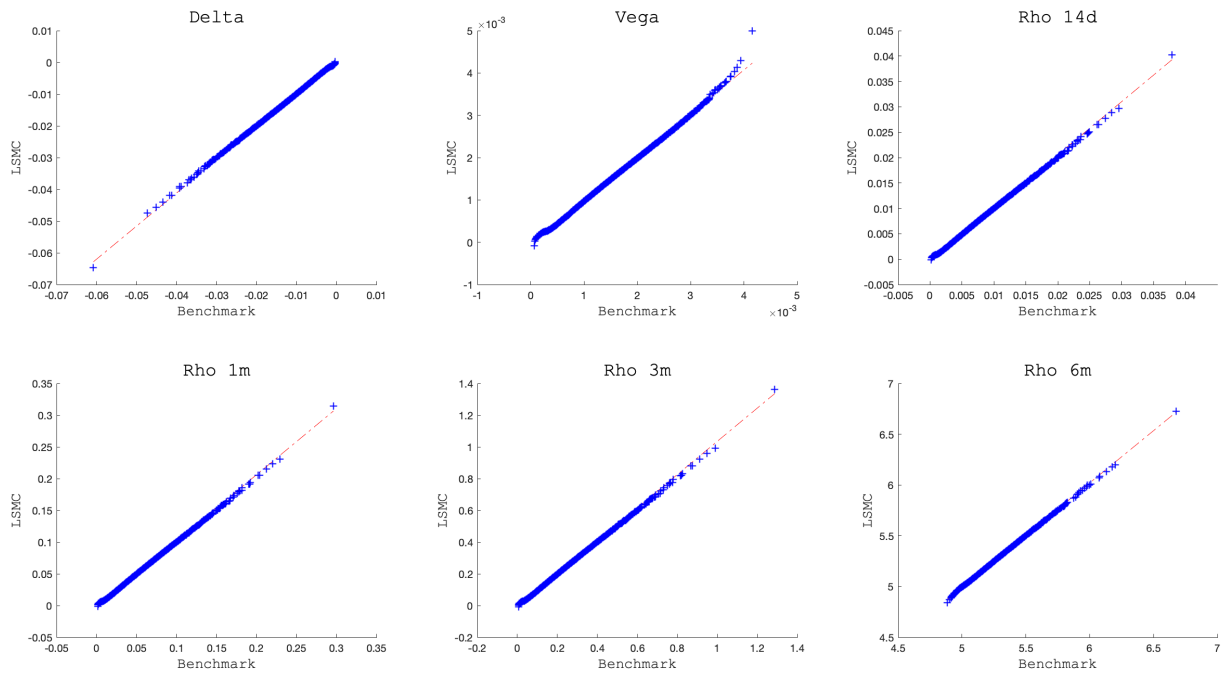 Delta
0.01
0
-0.01
-0.02
-0.03
-0.04
-0.05
-0.06
-0.07
LSMC
-0.07 -0.06 -0.05 -0.04 -0.03 -0.02 -0.01 0 0.01
Benchmark
Vega
×10⁻³
5
4
3
2
1
0
-1
LSMC
-1 0 1 2 3 4 5
Benchmark
×10⁻³
Rho 14d
0.045
0.04
0.035
0.03
0.025
0.02
0.015
0.01
0.005
0
-0.005
LSMC
-0.005 0 0.005 0.01 0.015 0.02 0.025 0.03 0.035 0.04
Benchmark
Rho 1m
0.35
0.3
0.25
0.2
0.15
0.1
0.05
0
-0.05
LSMC
-0.05 0 0.05 0.1 0.15 0.2 0.25 0.3 0.35
Benchmark
Rho 3m
1.4
1.2
1
0.8
0.6
0.4
0.2
0
-0.2
LSMC
-0.2 0 0.2 0.4 0.6 0.8 1 1.2 1.4
Benchmark
Rho 6m
7
6.5
6
5.5
5
4.5
LSMC
4.5 5 5.5 6 6.5 7
Benchmark